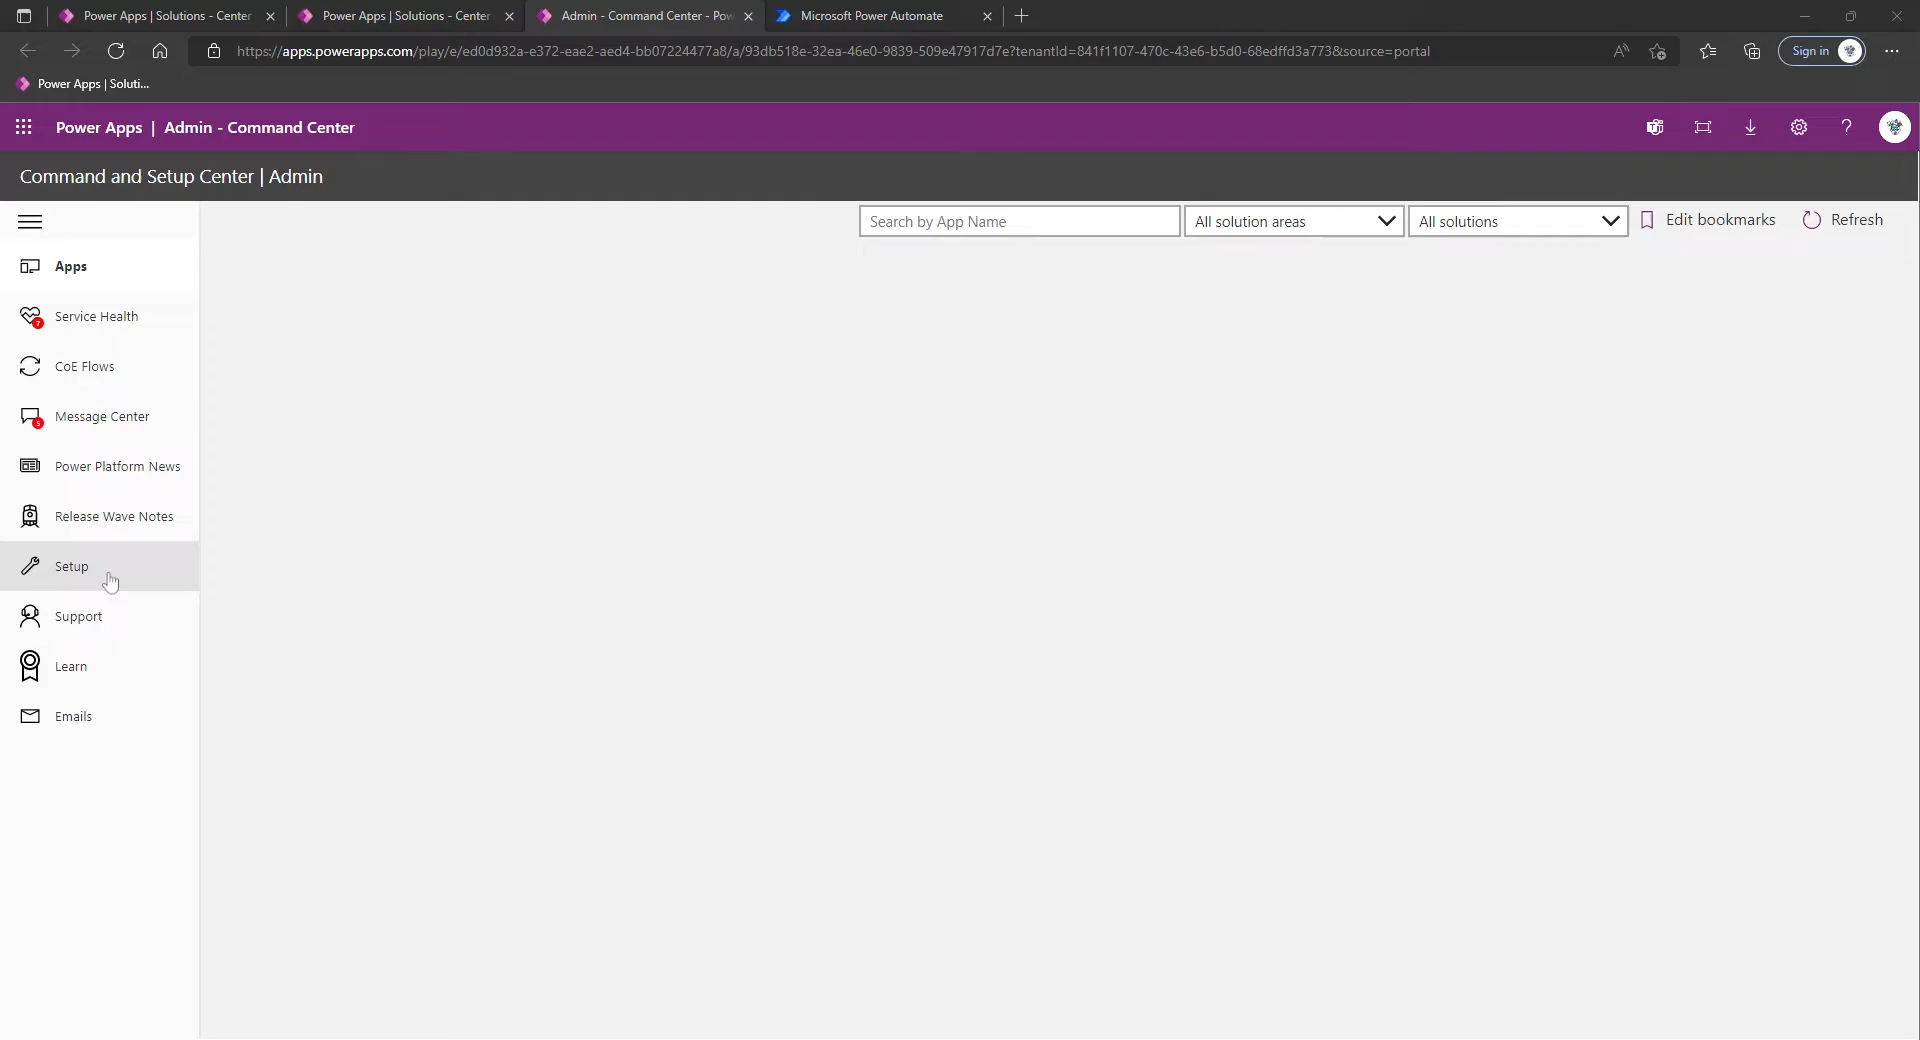 Power Apps | Solutions - Center
Power Apps | Solutions - Center
Admin - Command Center - Pow
Microsoft Power Automate
https://apps.powerapps.com/play/e/ed0d932a-e372-eae2-aed4-bb07224477a8/a/93db518e-32ea-46e0-9839-509e47917d7e?tenantId=841f1107-470c-43e6-b5d0-68edffd3a773&source=portal
Sign in
Power Apps | Soluti...
Power Apps | Admin - Command Center
Command and Setup Center | Admin
Search by App Name
All solution areas
All solutions
Edit bookmarks
Refresh
Apps
Service Health
7
CoE Flows
Message Center
5
Power Platform News
Release Wave Notes
Setup
Support
Learn
Emails